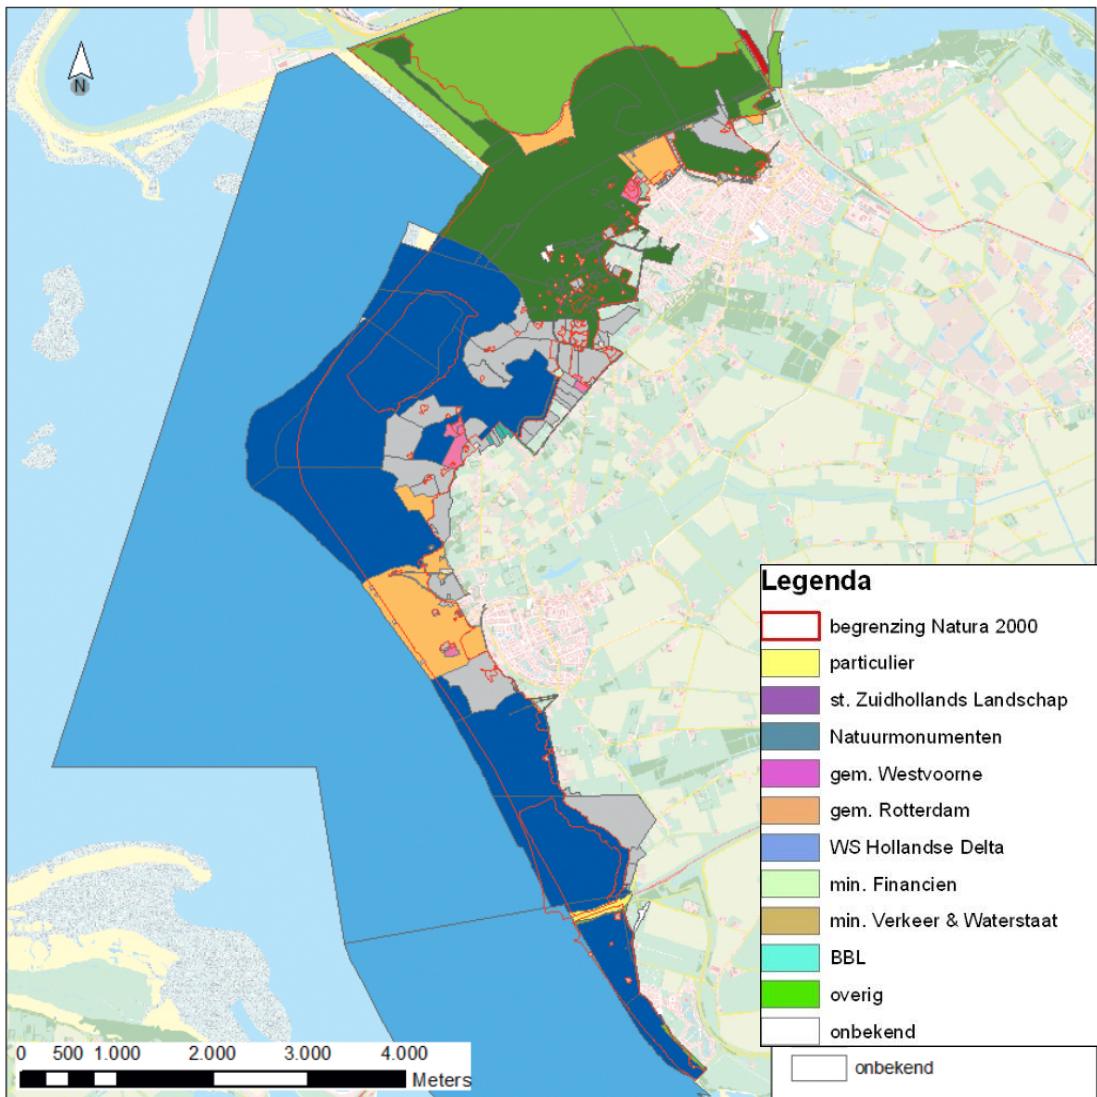 N
Legenda
begrenzing Natura 2000
particulier
st. Zuidhollands Landschap
Natuurmonumenten
gem. Westvoorne
gem. Rotterdam
WS Hollandse Delta
min. Financien
min. Verkeer & Waterstaat
BBL
overig
onbekend
onbekend
0 500 1.000 2.000 3.000 4.000
Meters